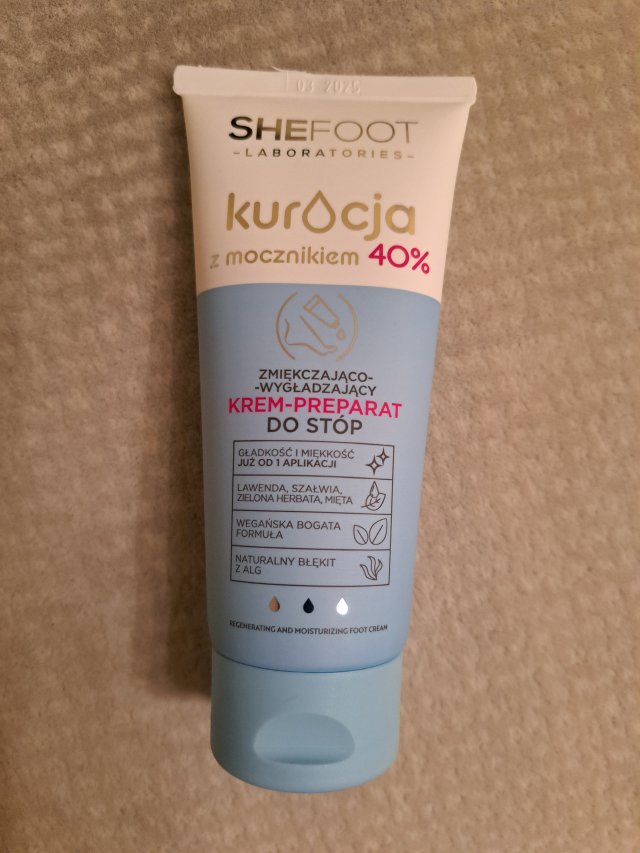 03 2025
SHEFOOT
-LABORATORIES-
kuracja
z mocznikiem 40%
ZMIĘKCZAJĄCO-
-WYGŁADZAJĄCY
KREM-PREPARAT
DO STÓP
GŁADKOŚĆ I MIĘKKOŚĆ
JUŻ OD 1 APLIKACJI
LAWENDA, SZAŁWIA,
ZIELONA HERBATA, MIĘTA
WEGAŃSKA BOGATA
FORMUŁA
NATURALNY BŁĘKIT
Z ALG
REGENERATING AND MOISTURIZING FOOT CREAM